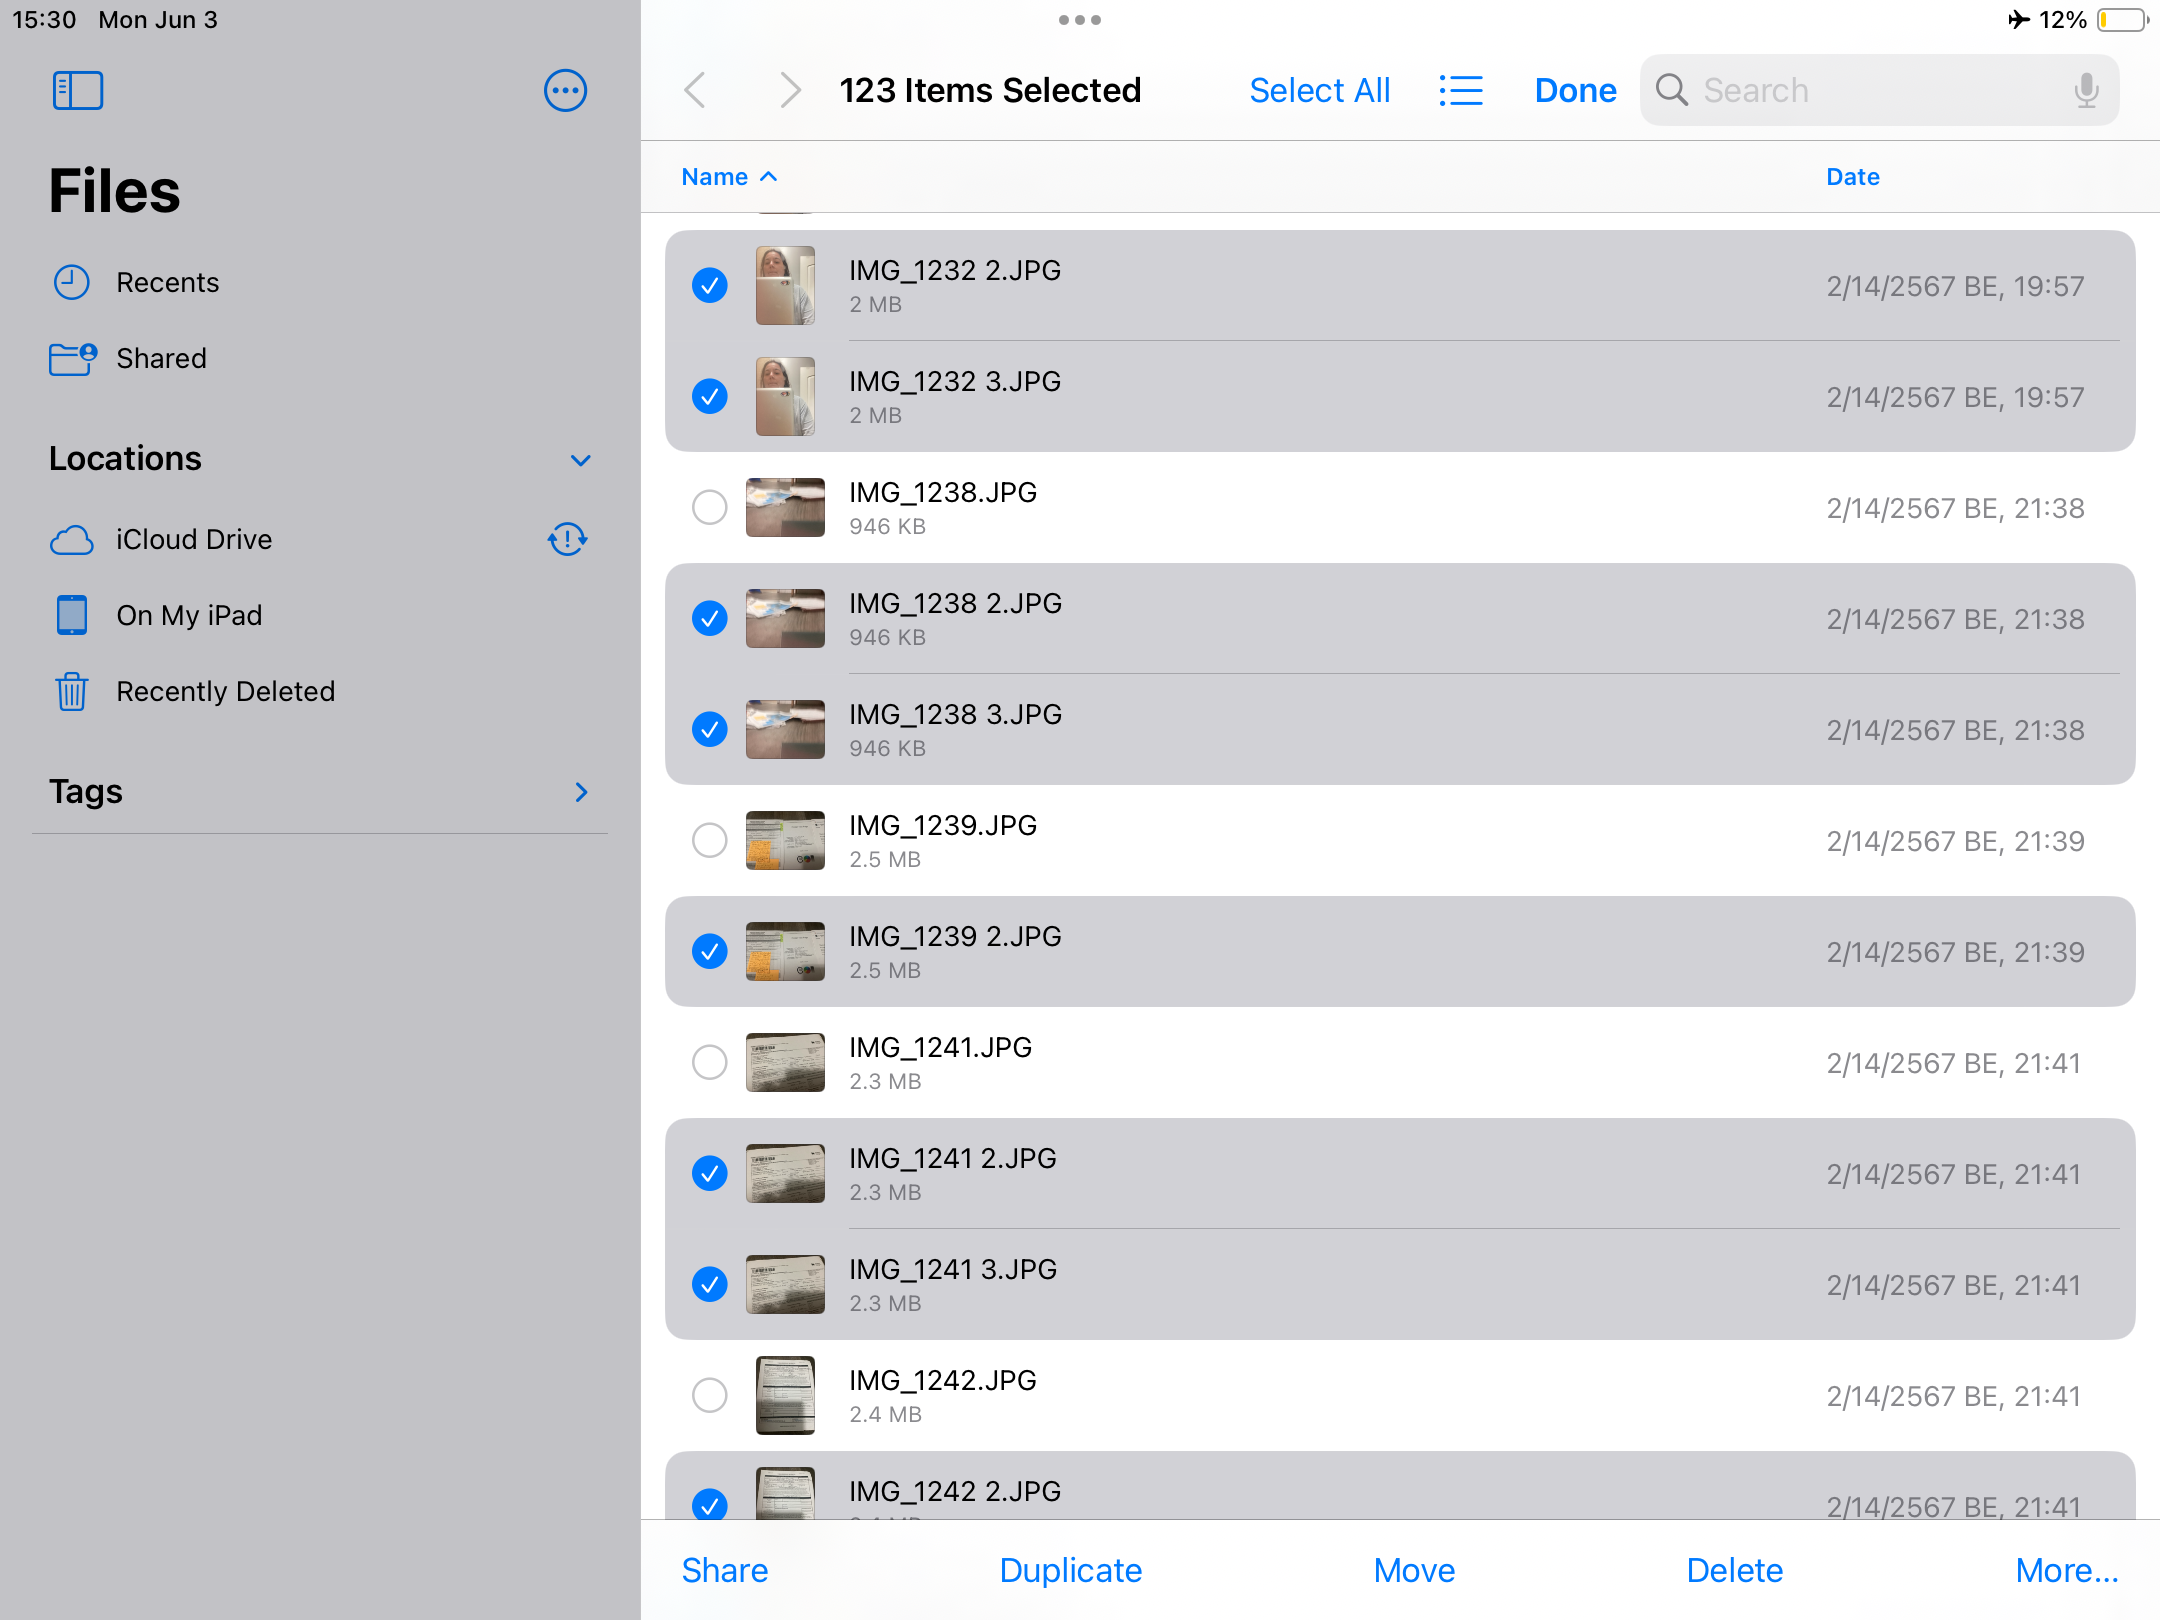 15:30 Mon Jun 3
12%
Files
Recents
Shared
Locations
iCloud Drive
On My iPad
Recently Deleted
Tags
123 Items Selected
Select All
Done
Search
Name
Date
IMG_1232 2.JPG
2 MB
2/14/2567 BE, 19:57
IMG_1232 3.JPG
2 MB
2/14/2567 BE, 19:57
IMG_1238.JPG
946 KB
2/14/2567 BE, 21:38
IMG_1238 2.JPG
946 KB
2/14/2567 BE, 21:38
IMG_1238 3.JPG
946 KB
2/14/2567 BE, 21:38
IMG_1239.JPG
2.5 MB
2/14/2567 BE, 21:39
IMG_1239 2.JPG
2.5 MB
2/14/2567 BE, 21:39
IMG_1241.JPG
2.3 MB
2/14/2567 BE, 21:41
IMG_1241 2.JPG
2.3 MB
2/14/2567 BE, 21:41
IMG_1241 3.JPG
2.3 MB
2/14/2567 BE, 21:41
IMG_1242.JPG
2.4 MB
2/14/2567 BE, 21:41
IMG_1242 2.JPG
2/14/2567 BE, 21:41
Share
Duplicate
Move
Delete
More...